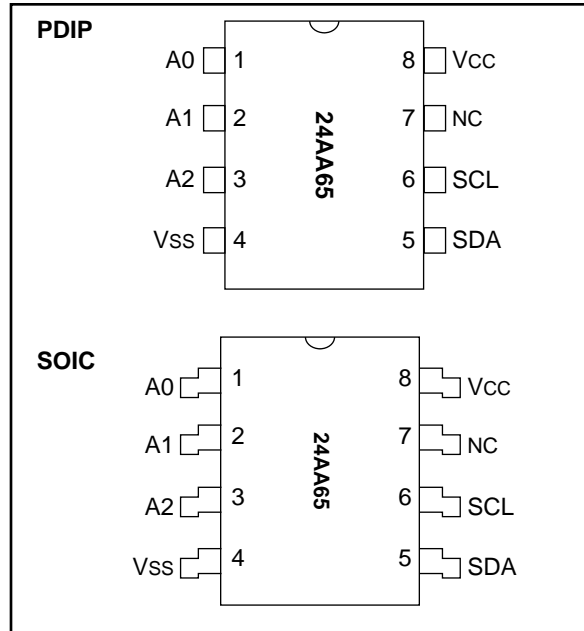 PDIP
A0 1 8 VCC
A1 2 7 NC
24AA65
A2 3 6 SCL
VSS 4 5 SDA
SOIC
A0 1 8 VCC
A1 2 7 NC
24AA65
A2 3 6 SCL
VSS 4 5 SDA